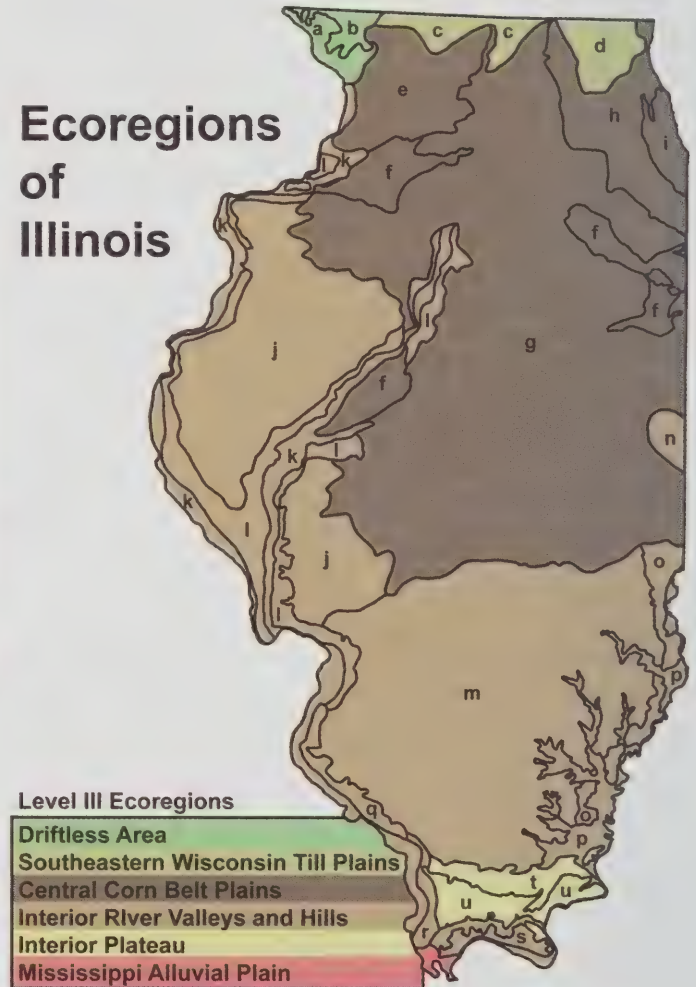 Ecoregions
of
Illinois
a b c c d
e h i
l k f
k f
f
l
j g
f
n
k l
k
l
j o
l
p
m
o
q p
t
u u
r s
Level III Ecoregions
Driftless Area
Southeastern Wisconsin Till Plains
Central Corn Belt Plains
Interior RIver Valleys and Hills
Interior Plateau
Mississippi Alluvial Plain